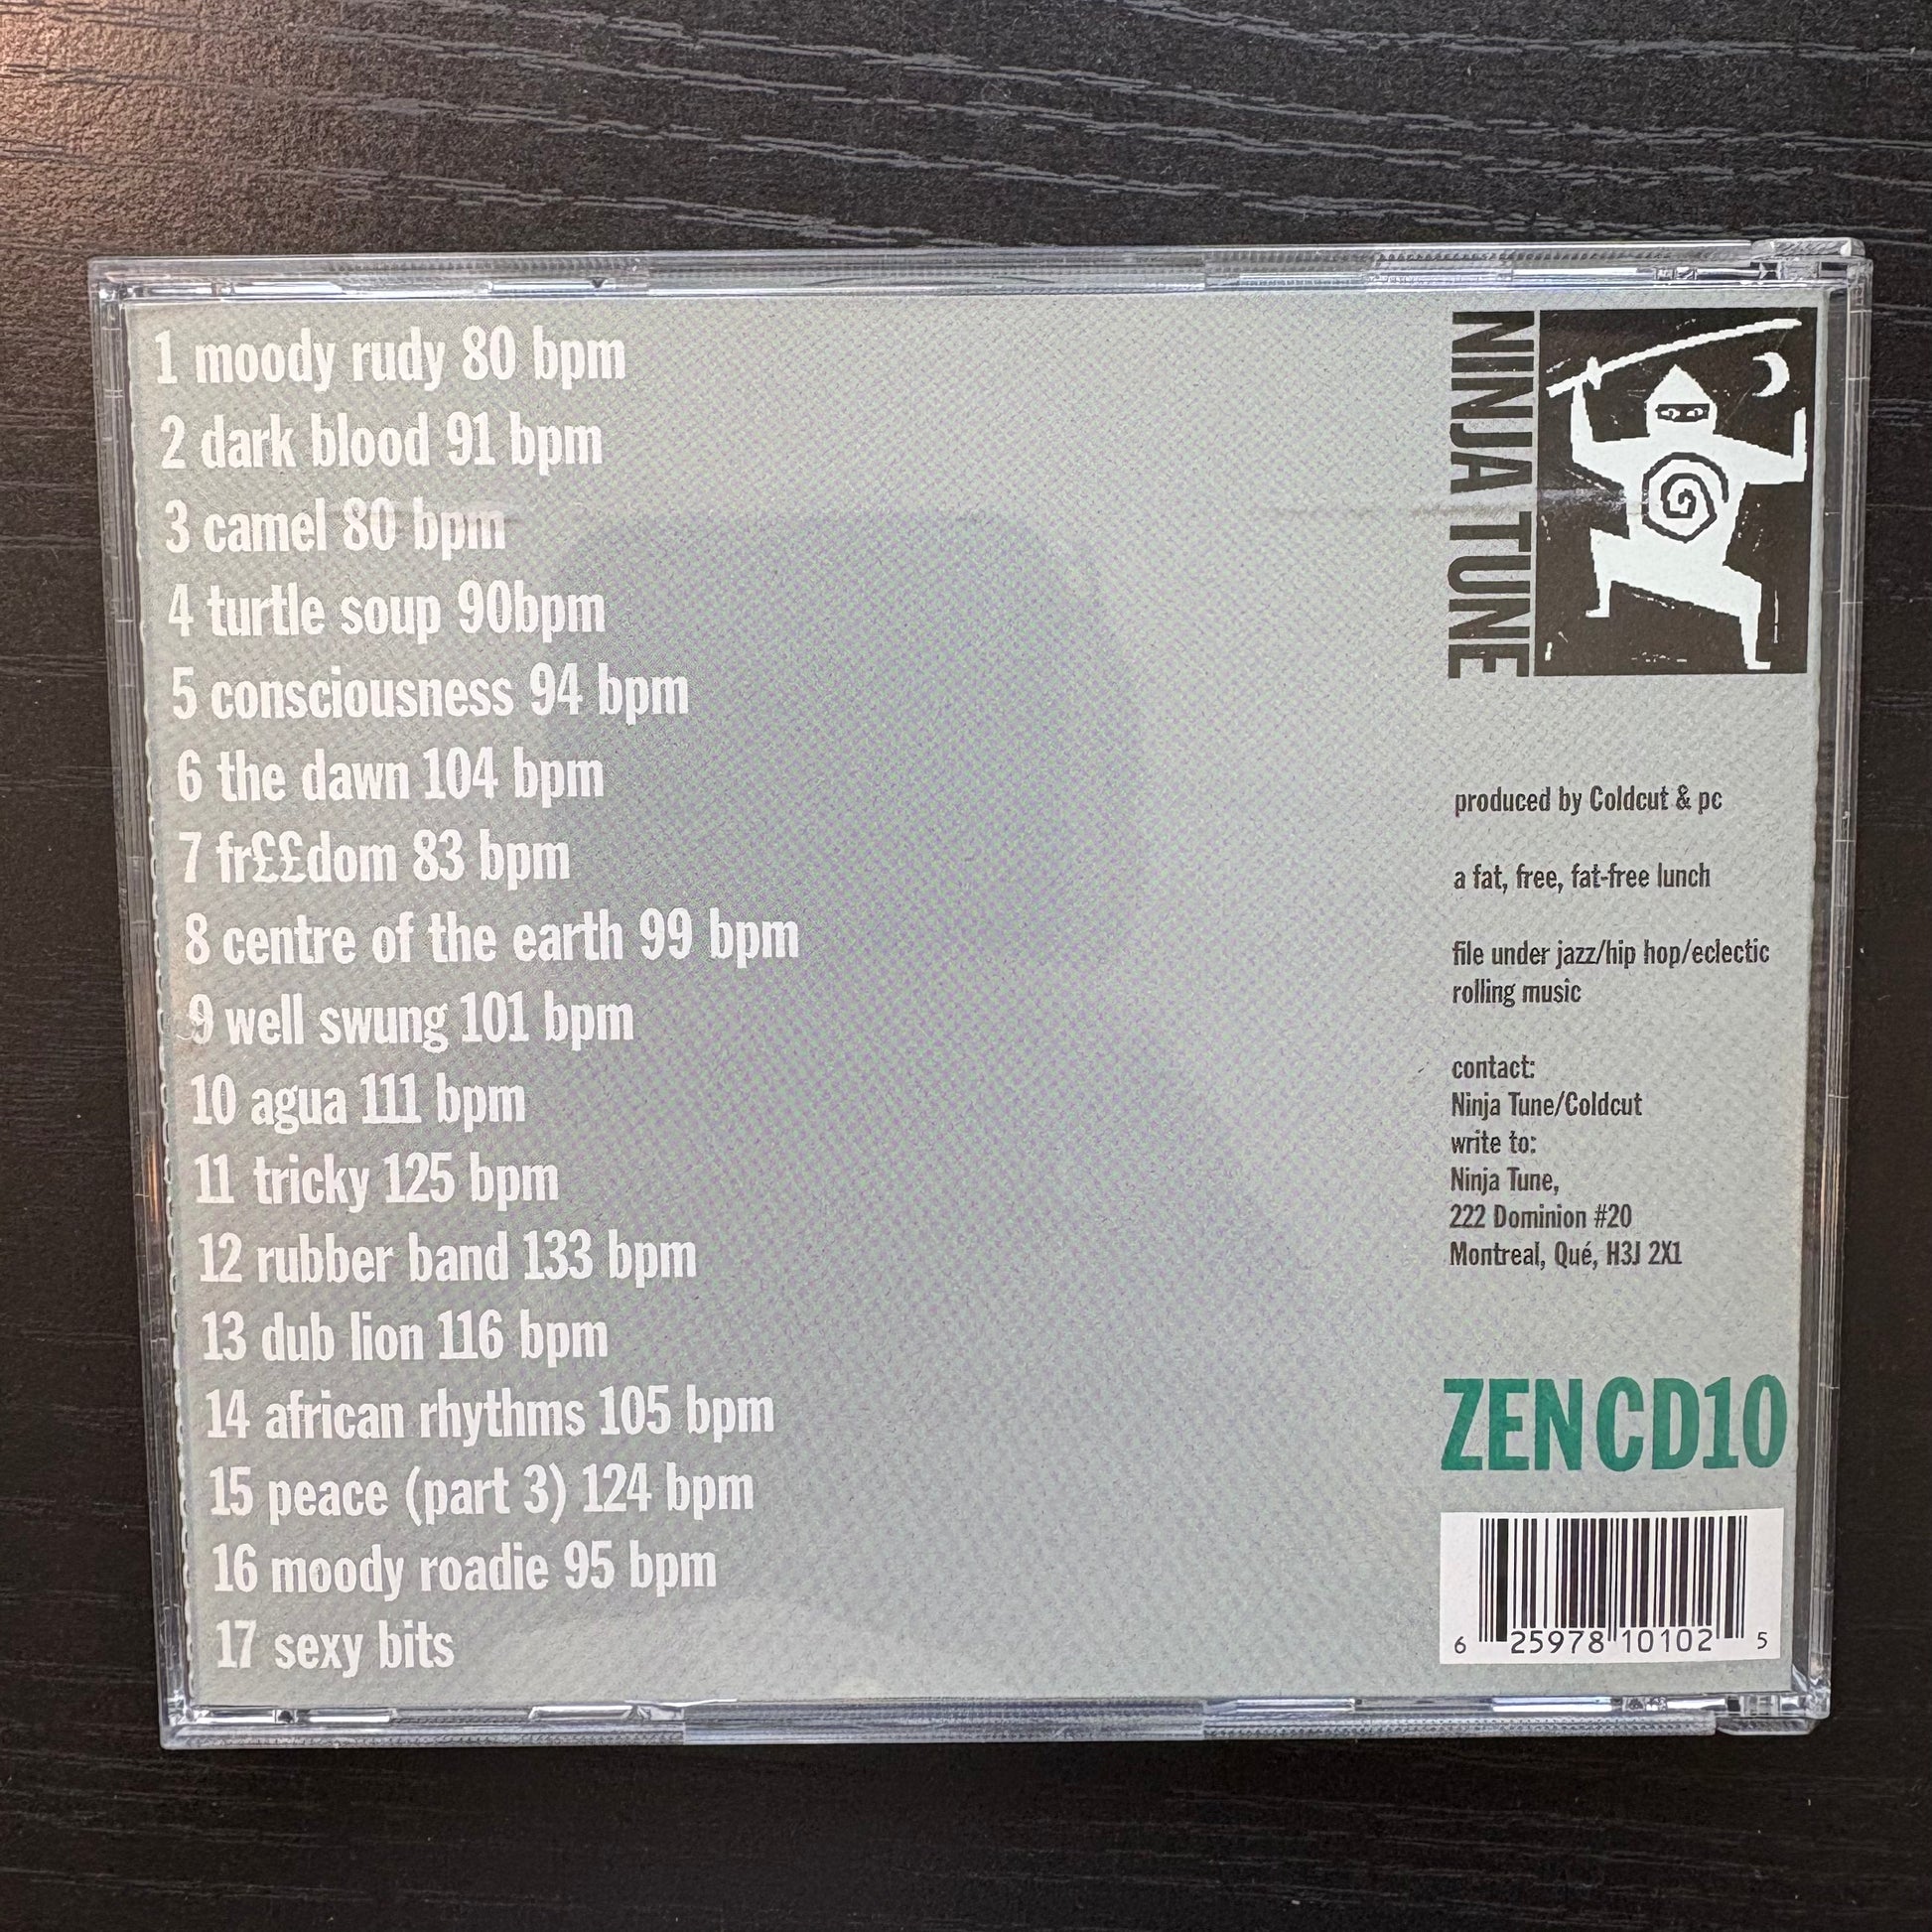 1 moody rudy 80 bpm
2 dark blood 91 bpm
3 camel 80 bpm
4 turtle soup 90bpm
5 consciousness 94 bpm
6 the dawn 104 bpm
7 fr££dom 83 bpm
8 centre of the earth 99 bpm
9 well swung 101 bpm
10 agua 111 bpm
11 tricky 125 bpm
12 rubber band 133 bpm
13 dub lion 116 bpm
14 african rhythms 105 bpm
15 peace (part 3) 124 bpm
16 moody roadie 95 bpm
17 sexy bits
NINJA TUNE
produced by Coldcut & pc
a fat, free, fat-free lunch
file under jazz/hip hop/eclectic
rolling music
contact:
Ninja Tune/Coldcut
write to:
Ninja Tune,
222 Dominion #20
Montreal, Qué, H3J 2X1
ZENCD10
6 25978 10102 5